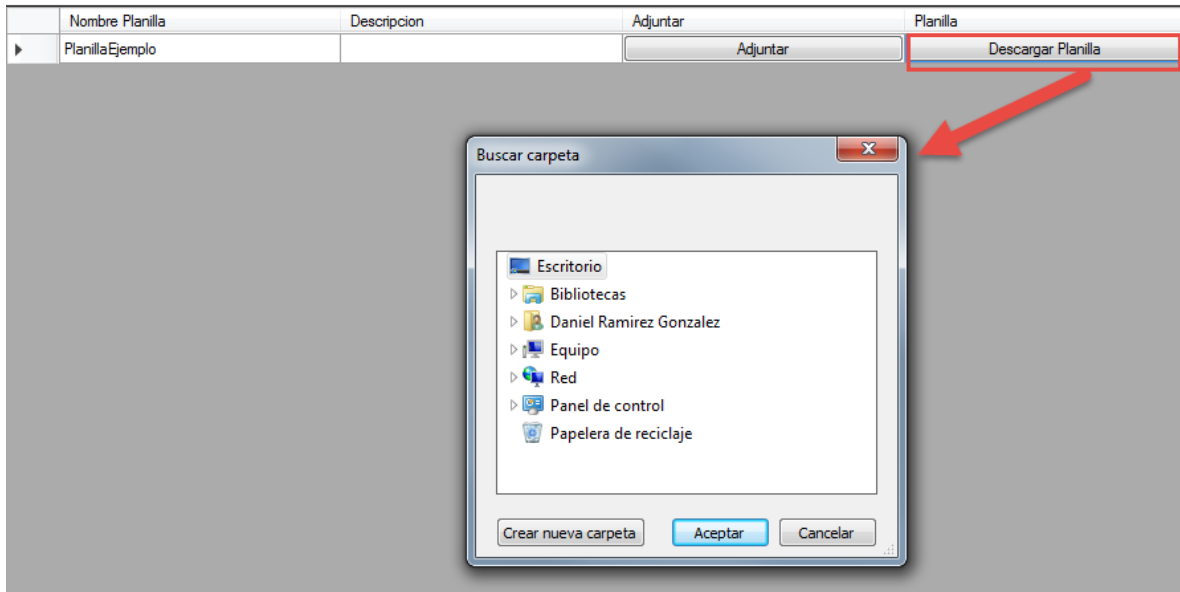 Nombre Planilla Descripcion Adjuntar Planilla
PlanillaEjemplo Adjuntar Descargar Planilla
Buscar carpeta
Escritorio
Bibliotecas
Daniel Ramirez Gonzalez
Equipo
Red
Panel de control
Papelera de reciclaje
Crear nueva carpeta Aceptar Cancelar